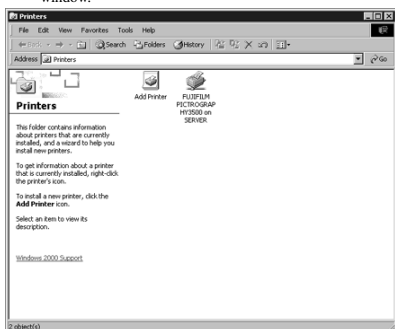 window.
Printers
File Edit View Favorites Tools Help
Back Search Folders History
Address Printers Go
Printers
This folder contains information
about printers that are currently
installed, and a wizard to help you
install new printers.
To get information about a printer
that is currently installed, right-click
the printer's icon.
To install a new printer, click the
Add Printer icon.
Select an item to view its
description.
Windows 2000 Support
Add Printer
FUJIFILM
PICTROGRAP
HY3500 on
SERVER
2 object(s)